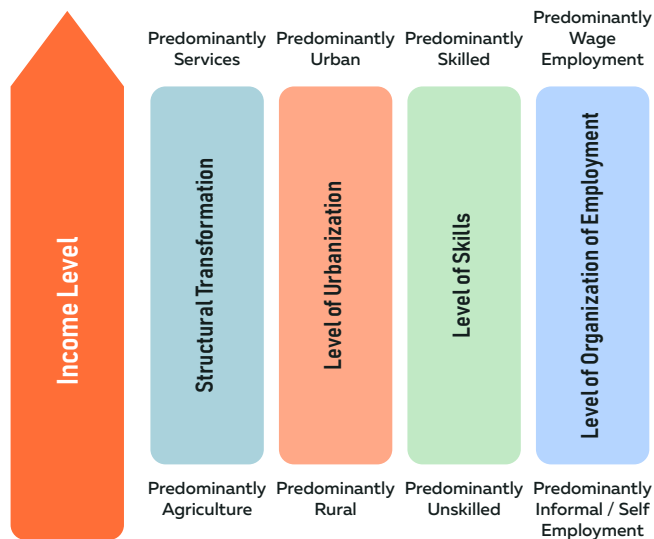 Predominantly
Services
Predominantly
Urban
Predominantly
Skilled
Predominantly
Wage
Employment
Income Level
Structural Transformation
Level of Urbanization
Level of Skills
Level of Organization of Employment
Predominantly
Agriculture
Predominantly
Rural
Predominantly
Unskilled
Predominantly
Informal / Self
Employment